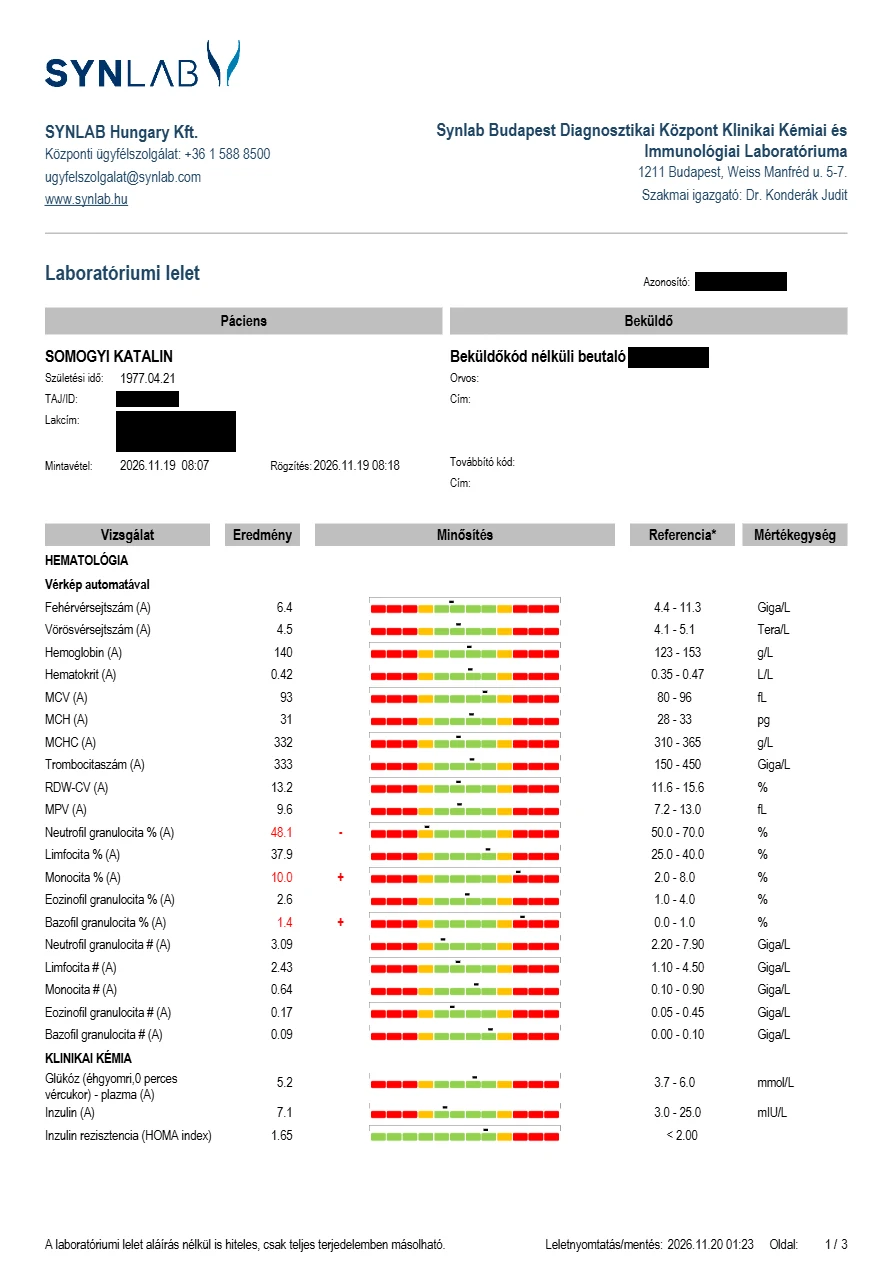 SYNLAB
SYNLAB Hungary Kft.
Központi ügyfélszolgálat: +36 1 588 8500
ugyfelszolgalat@synlab.com
www.synlab.hu
Synlab Budapest Diagnosztikai Központ Klinikai Kémiai és
Immunológiai Laboratóriuma
1211 Budapest, Weiss Manfréd u. 5-7.
Szakmai igazgató: Dr. Konderák Judit
Laboratóriumi lelet
Azonosító:
Páciens
SOMOGYI KATALIN
Születési idő: 1977.04.21
TAJ/ID:
Lakcím:
Mintavétel: 2026.11.19 08:07 Rögzítés: 2026.11.19 08:18
Beküldő
Beküldőkód nélküli beutaló
Orvos:
Cím:
Továbbító kód:
Cím:
Vizsgálat Eredmény Minősítés Referencia* Mértékegység
HEMATOLÓGIA
Vérkép automatával
Fehérvérsejtszám (A) 6.4 4.4 - 11.3 Giga/L
Vörösvérsejtszám (A) 4.5 4.1 - 5.1 Tera/L
Hemoglobin (A) 140 123 - 153 g/L
Hematokrit (A) 0.42 0.35 - 0.47 L/L
MCV (A) 93 80 - 96 fL
MCH (A) 31 28 - 33 pg
MCHC (A) 332 310 - 365 g/L
Trombocitaszám (A) 333 150 - 450 Giga/L
RDW-CV (A) 13.2 11.6 - 15.6 %
MPV (A) 9.6 7.2 - 13.0 fL
Neutrofil granulocita % (A) 48.1 - 50.0 - 70.0 %
Limfocita % (A) 37.9 25.0 - 40.0 %
Monocita % (A) 10.0 + 2.0 - 8.0 %
Eozinofil granulocita % (A) 2.6 1.0 - 4.0 %
Bazofil granulocita % (A) 1.4 + 0.0 - 1.0 %
Neutrofil granulocita # (A) 3.09 2.20 - 7.90 Giga/L
Limfocita # (A) 2.43 1.10 - 4.50 Giga/L
Monocita # (A) 0.64 0.10 - 0.90 Giga/L
Eozinofil granulocita # (A) 0.17 0.05 - 0.45 Giga/L
Bazofil granulocita # (A) 0.09 0.00 - 0.10 Giga/L
KLINIKAI KÉMIA
Glükóz (éhgyomri,0 perces
vércukor) - plazma (A) 5.2 3.7 - 6.0 mmol/L
Inzulin (A) 7.1 3.0 - 25.0 mIU/L
Inzulin rezisztencia (HOMA index) 1.65 < 2.00
A laboratóriumi lelet aláírás nélkül is hiteles, csak teljes terjedelemben másolható. Leletnyomtatás/mentés: 2026.11.20 01:23 Oldal: 1 / 3